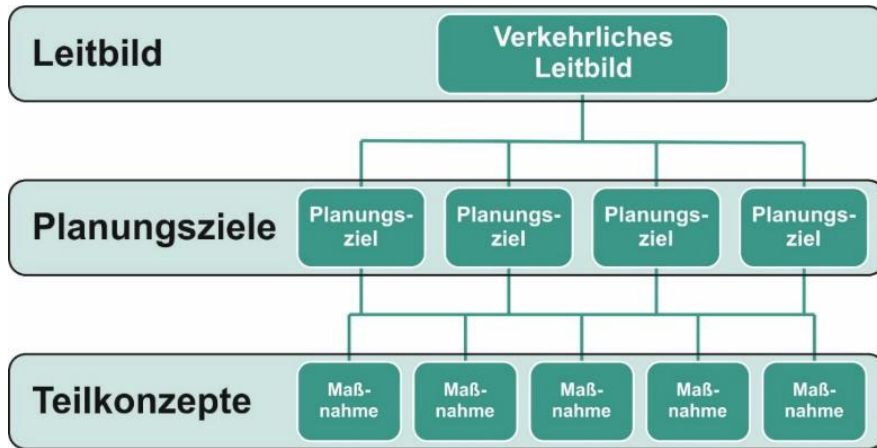 Leitbild
Verkehrliches
Leitbild
Planungsziele
Planungs-
ziel
Planungs-
ziel
Planungs-
ziel
Planungs-
ziel
Teilkonzepte
Maß-
nahme
Maß-
nahme
Maß-
nahme
Maß-
nahme
Maß-
nahme